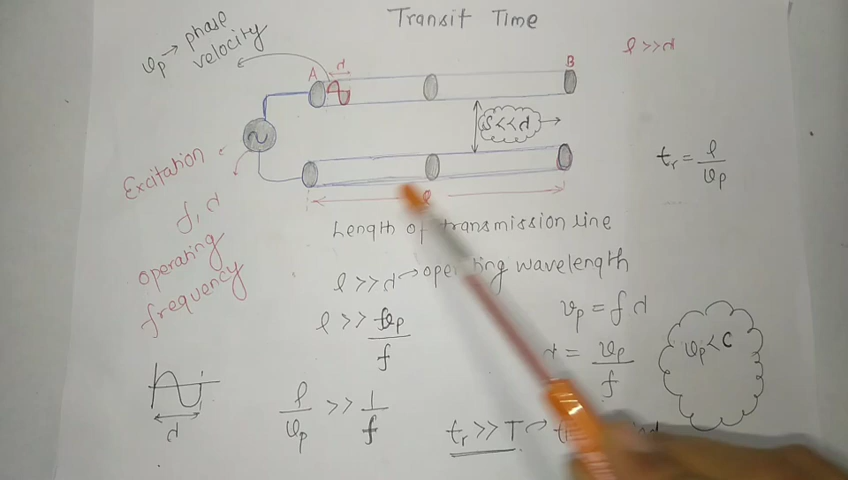 Transit Time
υp → phase
velocity
l >> λ
λ
A
B
S << λ
Excitation
f, λ
operating
frequency
tr = l / υp
l
Length of transmission line
l >> λ → operating wavelength
l >> υp / f
υp = f λ
λ = υp / f
υp < C
λ
l / υp >> 1 / f
tr >> T →